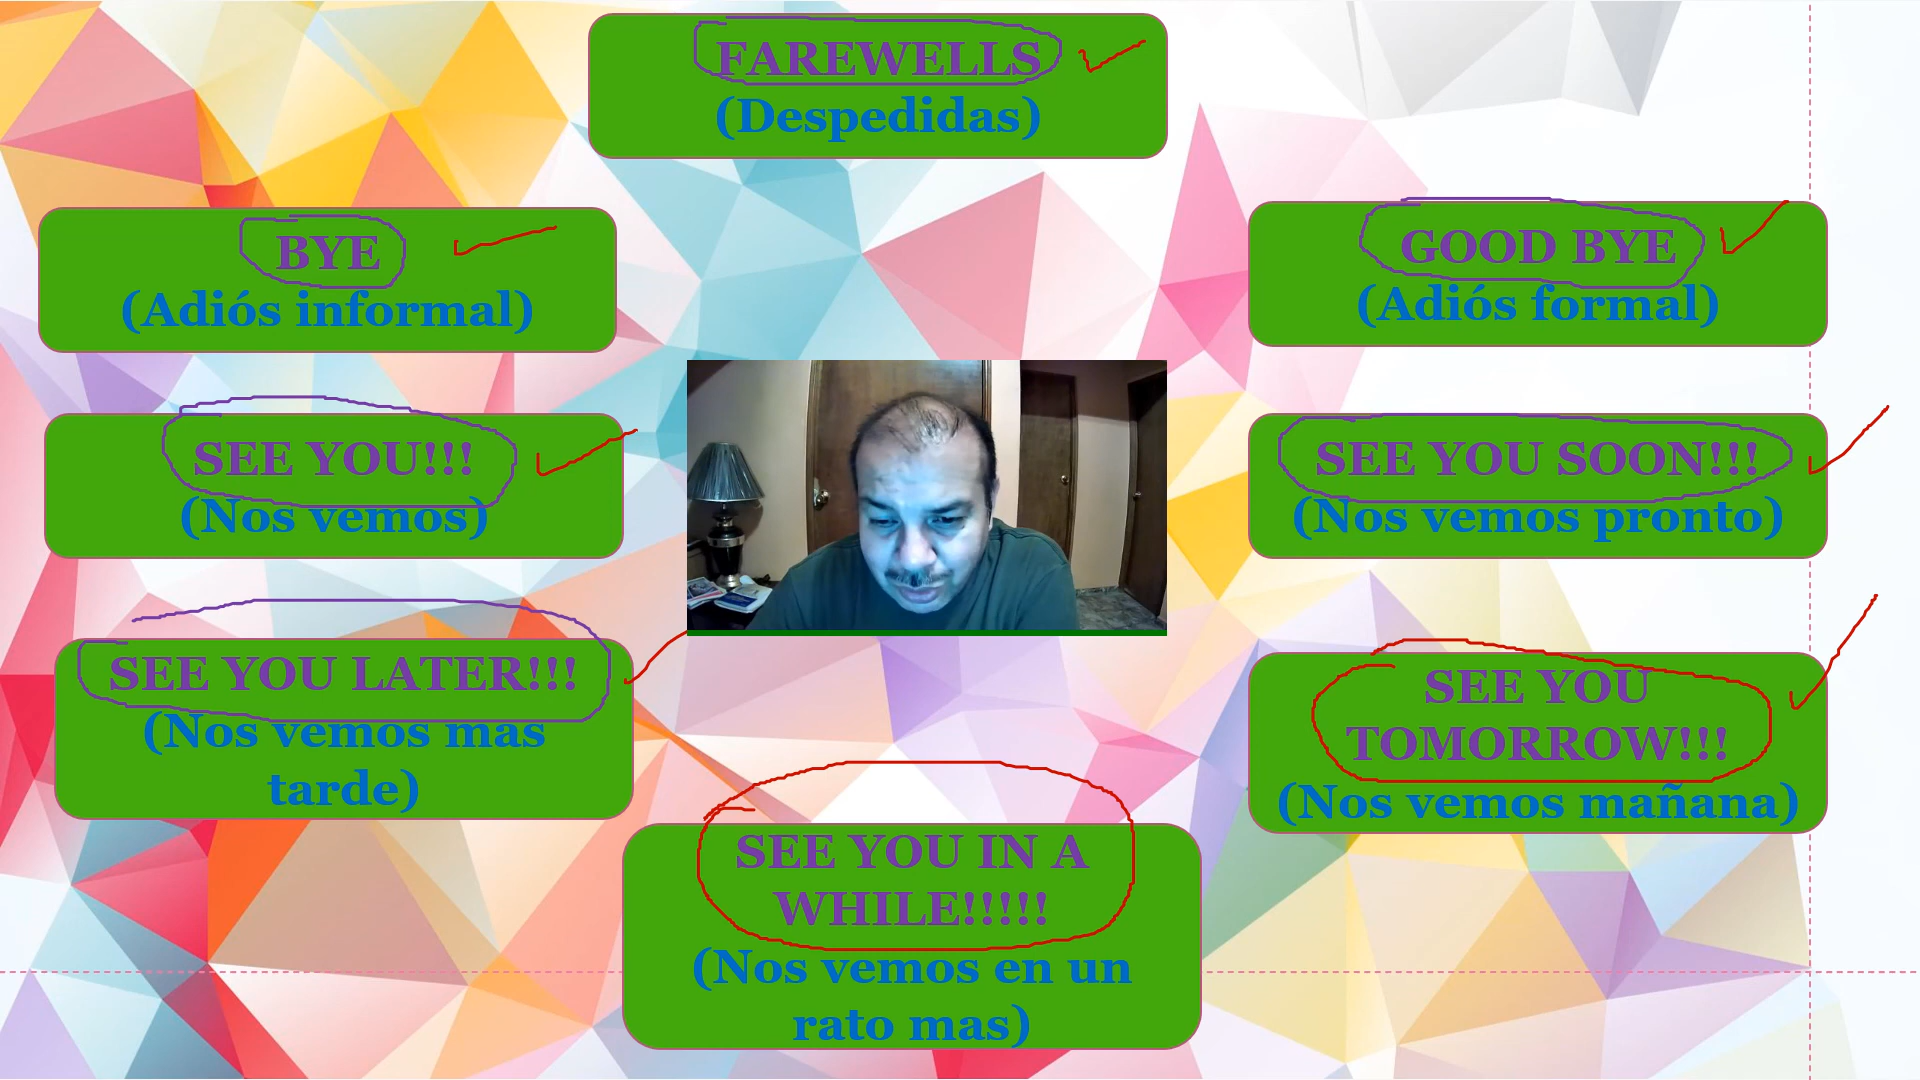 FAREWELLS
(Despedidas)
BYE
(Adiós informal)
GOOD BYE
(Adiós formal)
SEE YOU!!!
(Nos vemos)
SEE YOU SOON!!!
(Nos vemos pronto)
SEE YOU LATER!!!
(Nos vemos mas
tarde)
SEE YOU
TOMORROW!!!
(Nos vemos mañana)
SEE YOU IN A
WHILE!!!!!
(Nos vemos en un
rato mas)